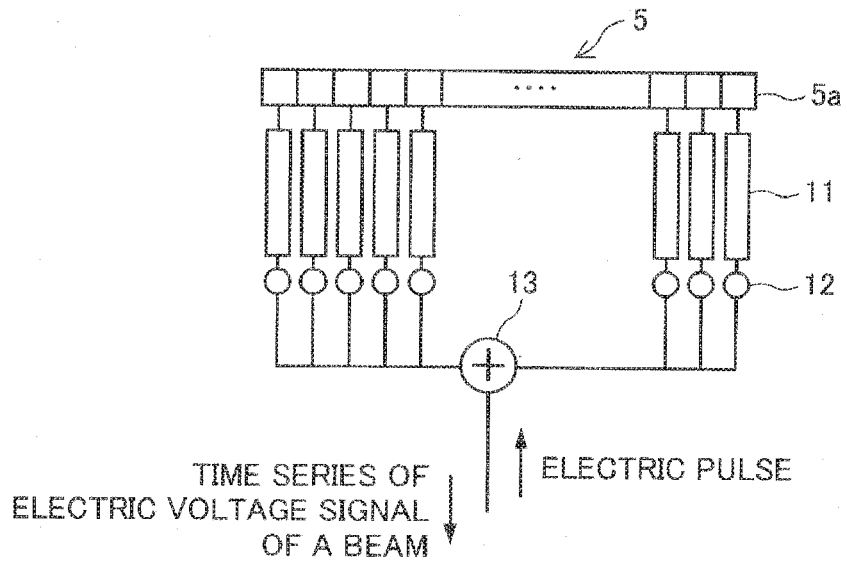 5
....
5a
11
12
13
+
TIME SERIES OF
ELECTRIC VOLTAGE SIGNAL
OF A BEAM
ELECTRIC PULSE